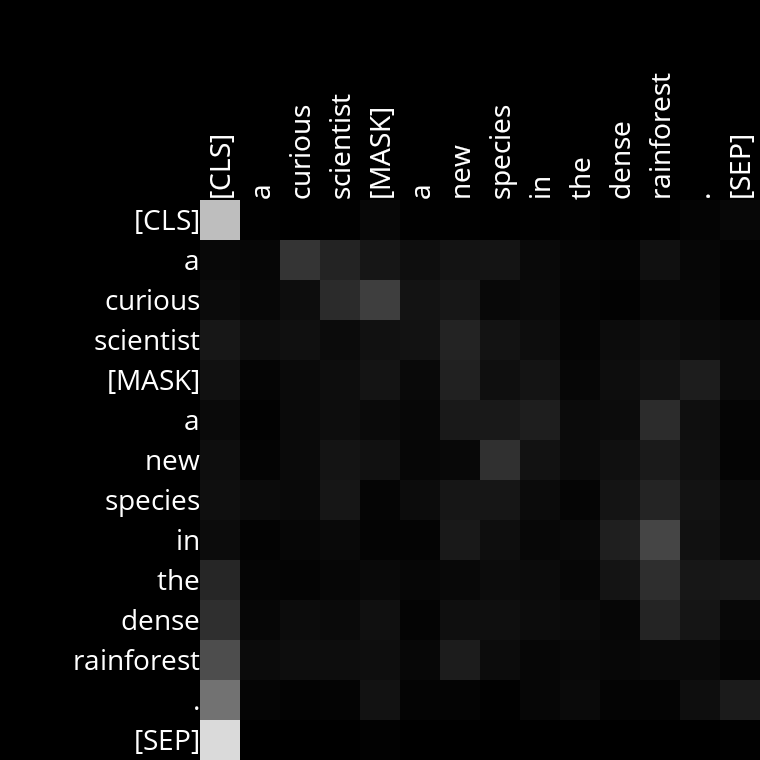 [CLS] a curious scientist [MASK] a new species in the dense rainforest . [SEP]
[CLS]
a
curious
scientist
[MASK]
a
new
species
in
the
dense
rainforest
.
[SEP]